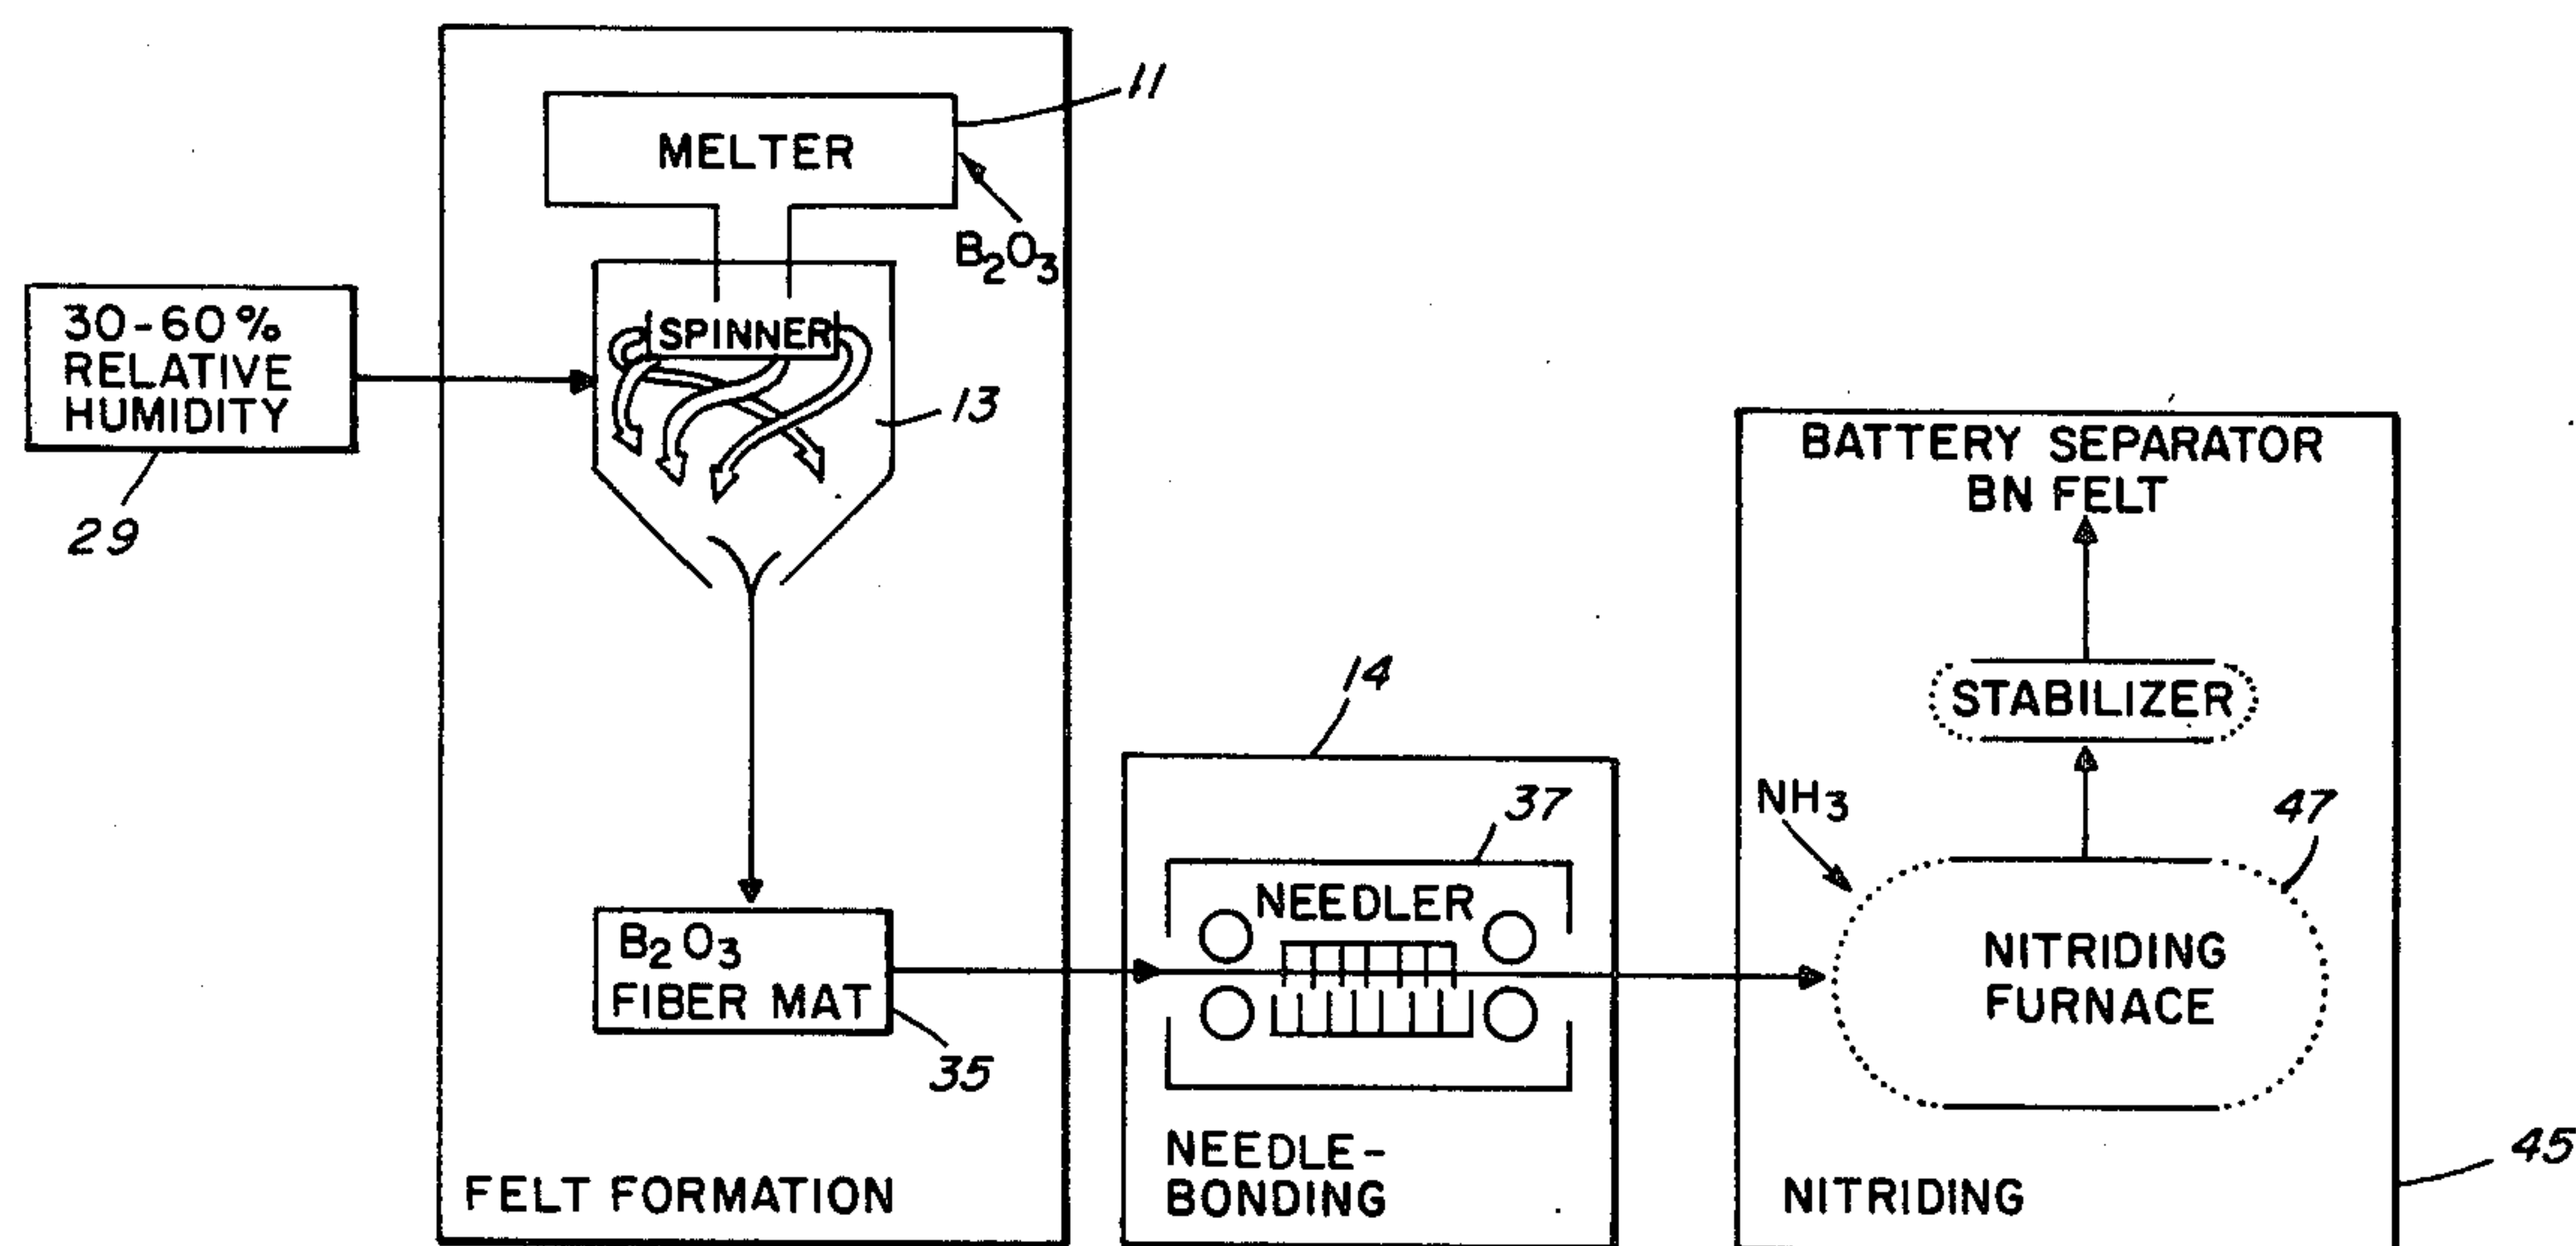 11
MELTER
B₂O₃
30-60%
RELATIVE
HUMIDITY
29
SPINNER
13
B₂O₃
FIBER MAT
35
FELT FORMATION
14
37
NEEDLER
NEEDLE-
BONDING
BATTERY SEPARATOR
BN FELT
STABILIZER
NH₃
47
NITRIDING
FURNACE
45
NITRIDING